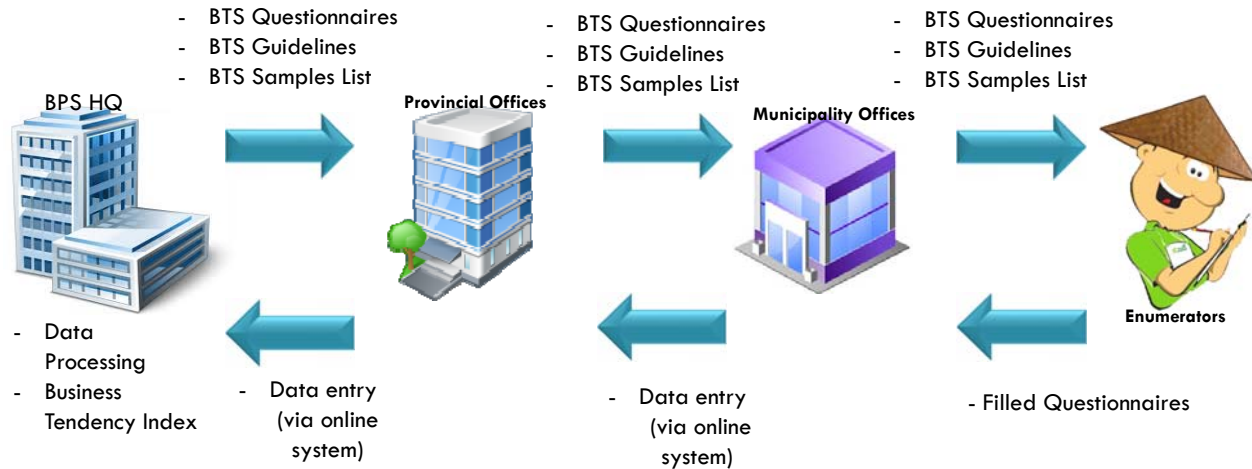 - BTS Questionnaires
- BTS Guidelines
- BTS Samples List
- BTS Questionnaires
- BTS Guidelines
- BTS Samples List
- BTS Questionnaires
- BTS Guidelines
- BTS Samples List
BPS HQ
Provincial Offices
Municipality Offices
Enumerators
- Data
Processing
- Business
Tendency Index
- Data entry
(via online
system)
- Data entry
(via online
system)
- Filled Questionnaires